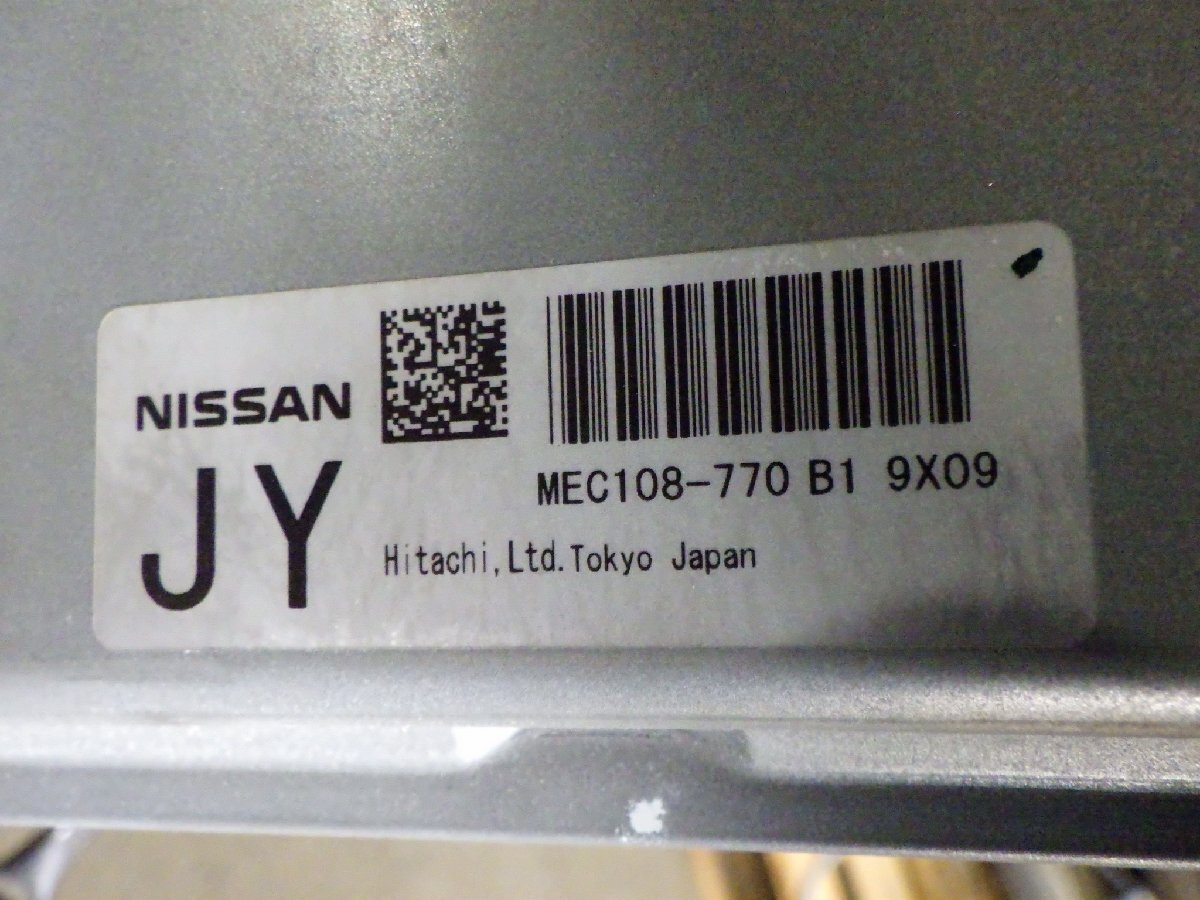 NISSAN
JY
MEC108-770 B1 9X09
Hitachi,Ltd.Tokyo Japan